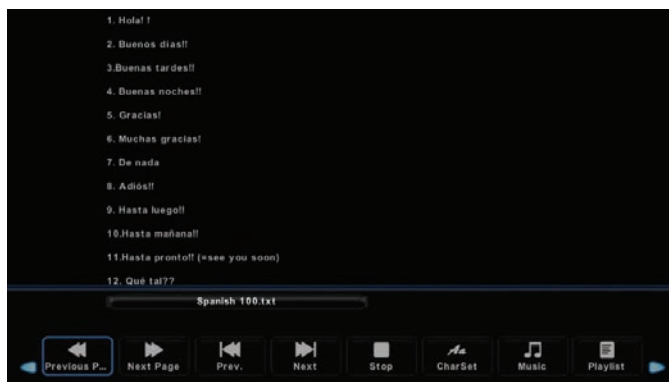 1. Hola! !
2. Buenos dias!!
3.Buenas tardes!!
4. Buenas noches!!
5. Gracias!
6. Muchas gracias!
7. De nada
8. Adiós!!
9. Hasta luego!!
10.Hasta mañana!!
11.Hasta pronto!! (=see you soon)
12. Qué tal??
Spanish 100.txt
Previous P... Next Page Prev. Next Stop CharSet Music Playlist